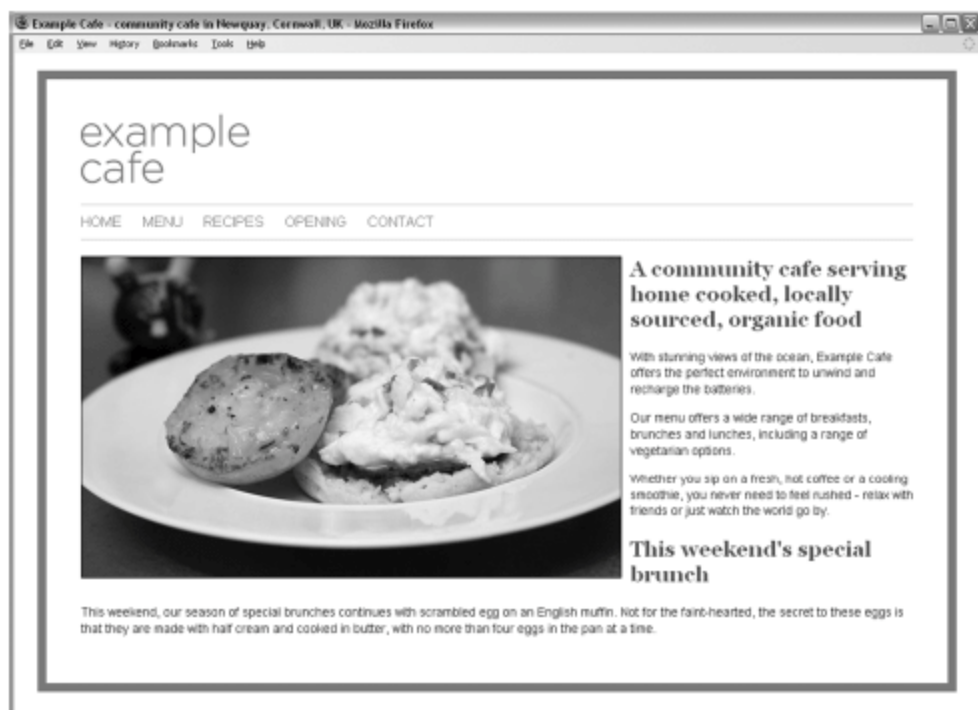 Example Cafe - community cafe in Newquay, Cornwall, UK - Mozilla Firefox
File Edit View History Bookmarks Tools Help
example
cafe
HOME MENU RECIPES OPENING CONTACT
A community cafe serving
home cooked, locally
sourced, organic food
With stunning views of the ocean, Example Cafe
offers the perfect environment to unwind and
recharge the batteries.
Our menu offers a wide range of breakfasts,
brunches and lunches, including a range of
vegetarian options.
Whether you sip on a fresh, hot coffee or a cooling
smoothie, you never need to feel rushed - relax with
friends or just watch the world go by.
This weekend's special
brunch
This weekend, our season of special brunches continues with scrambled egg on an English muffin. Not for the faint-hearted, the secret to these eggs is
that they are made with half cream and cooked in butter, with no more than four eggs in the pan at a time.